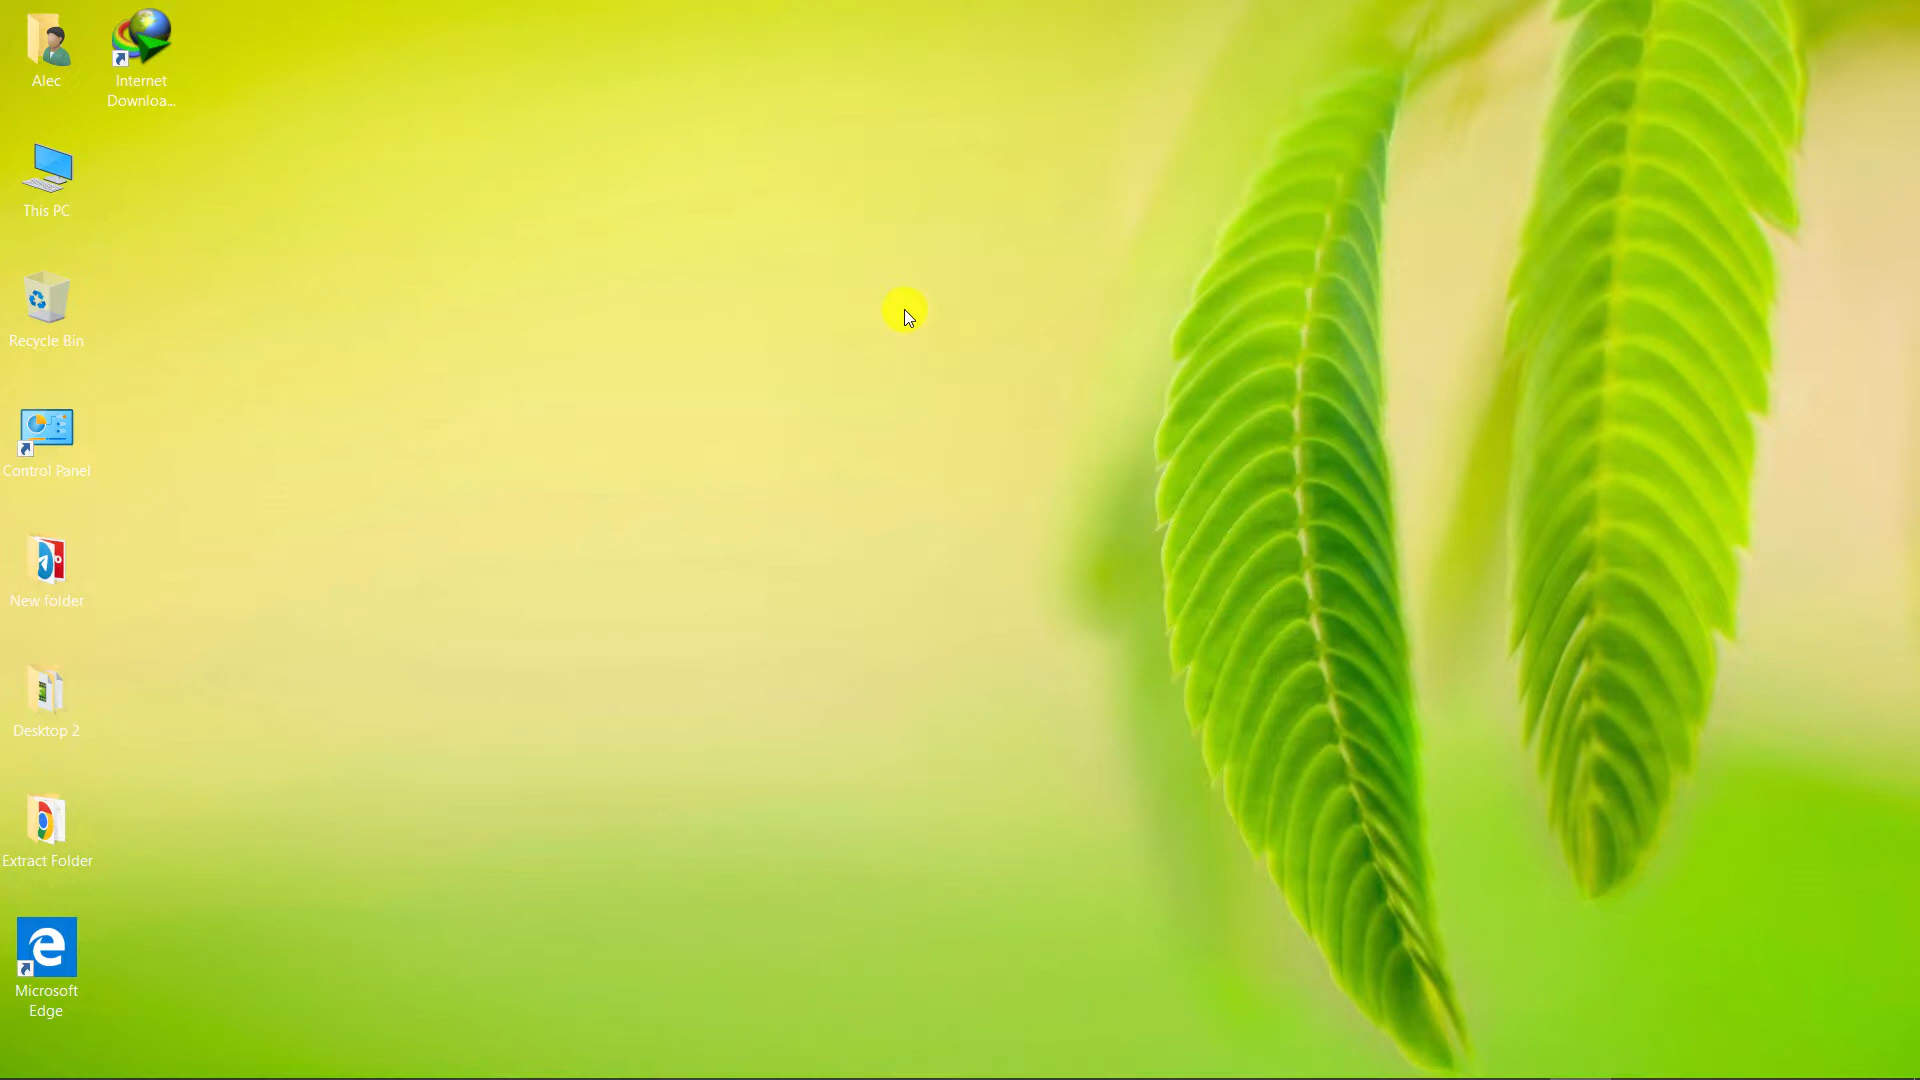 Alec
Internet
Downloa...
This PC
Recycle Bin
Control Panel
New folder
Desktop 2
Extract Folder
Microsoft
Edge